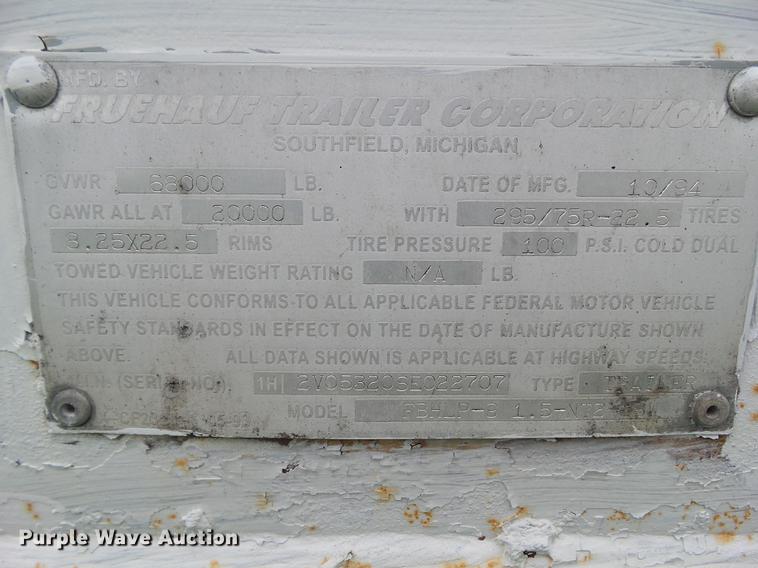 MFD. BY
FRUEHAUF TRAILER CORPORATION
SOUTHFIELD, MICHIGAN
GVWR 68000 LB. DATE OF MFG. 10/94
GAWR ALL AT 20000 LB. WITH 295/75R-22.5 TIRES
8.25X22.5 RIMS TIRE PRESSURE 100 P.S.I. COLD DUAL
TOWED VEHICLE WEIGHT RATING N/A LB.
THIS VEHICLE CONFORMS TO ALL APPLICABLE FEDERAL MOTOR VEHICLE
SAFETY STANDARDS IN EFFECT ON THE DATE OF MANUFACTURE SHOWN
ABOVE. ALL DATA SHOWN IS APPLICABLE AT HIGHWAY SPEEDS.
(SERIAL NO.) 1H 2V05320SE022707 TYPE TRAILER
MODEL
Purple Wave Auction